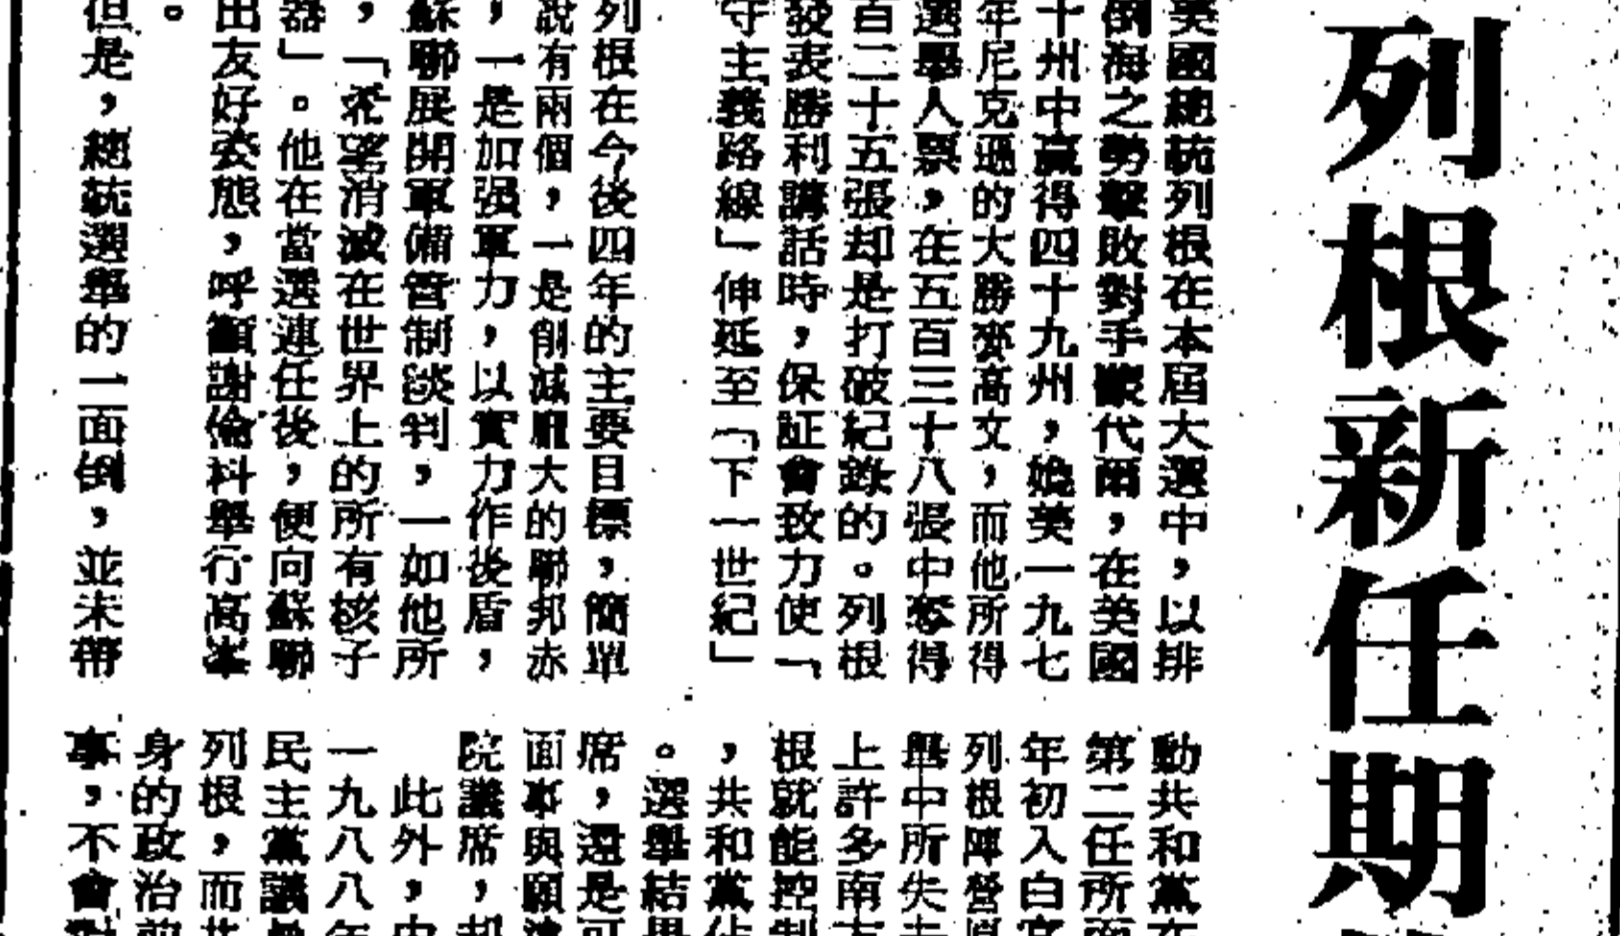 列根新任期
美國總統列根在本屆大選中，以排
倒海之勢擊敗對手蒙代爾，在美國
十州中贏得四十九州，媲美一九七
年尼克遜的大勝麥高文，而他所得
選舉人票，在五百三十八張中奪得
百二十五張却是打破紀錄的。列根
發表勝利講話時，保証會致力使「
守主義路線」伸延至「下一世紀」
列根在今後四年的主要目標，簡單
說有兩個，一是削減龐大的聯邦赤
，一是加强軍力，以實力作後盾，
蘇聯展開軍備管制談判，一如他所
，「希望消滅在世界上的所有核子
器」。他在當選連任後，便向蘇聯
出友好姿態，呼籲謝倫科舉行高峯
。
但是，總統選舉的一面倒，並未帶
動共和黨在
第二任所面
年初入白宮
列根陣營
舉中所失去
上許多南方
根就能控制
，共和黨佔
。選舉結果
席，還是可
面事與願違
院議席，却
此外，中
一九八八年
民主黨議員
列根，而共
身的政治前
事，不會對